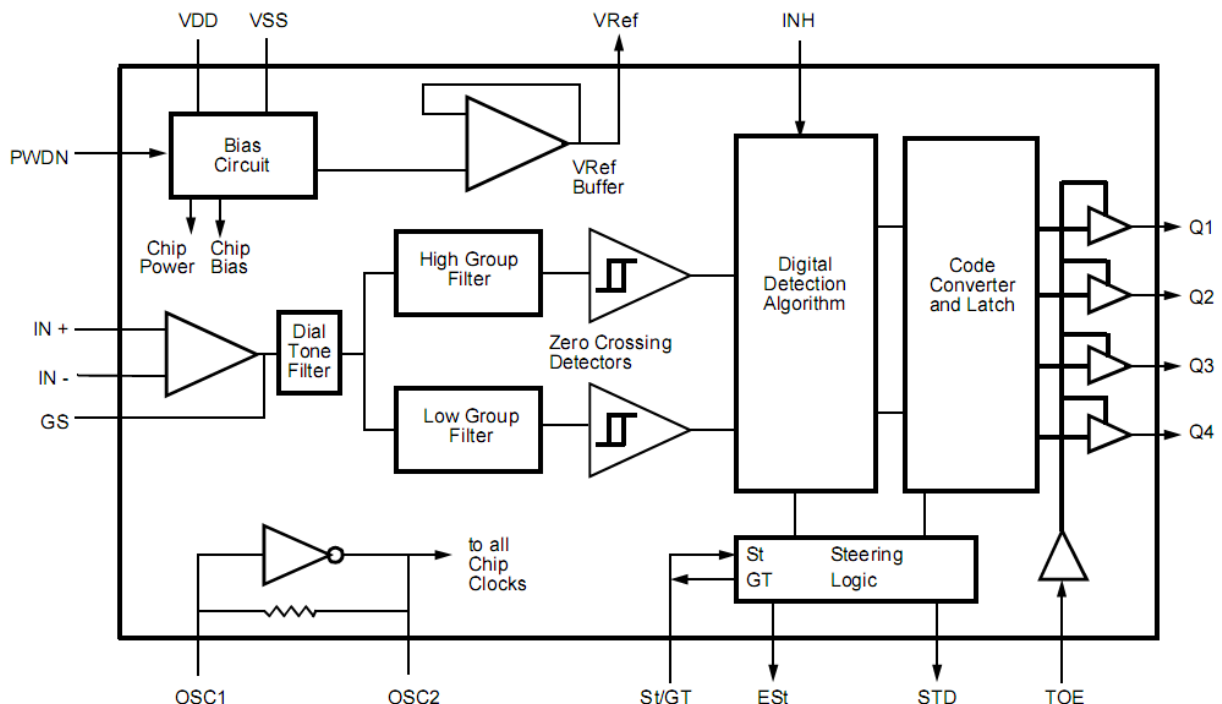 VDD
VSS
VRef
INH
PWDN
Bias
Circuit
VRef
Buffer
Chip
Power
Chip
Bias
High Group
Filter
Digital
Detection
Algorithm
Code
Converter
and Latch
Q1
Q2
Q3
Q4
IN +
IN -
GS
Dial
Tone
Filter
Zero Crossing
Detectors
Low Group
Filter
to all
Chip
Clocks
St
GT
Steering
Logic
OSC1
OSC2
St/GT
ESt
STD
TOE